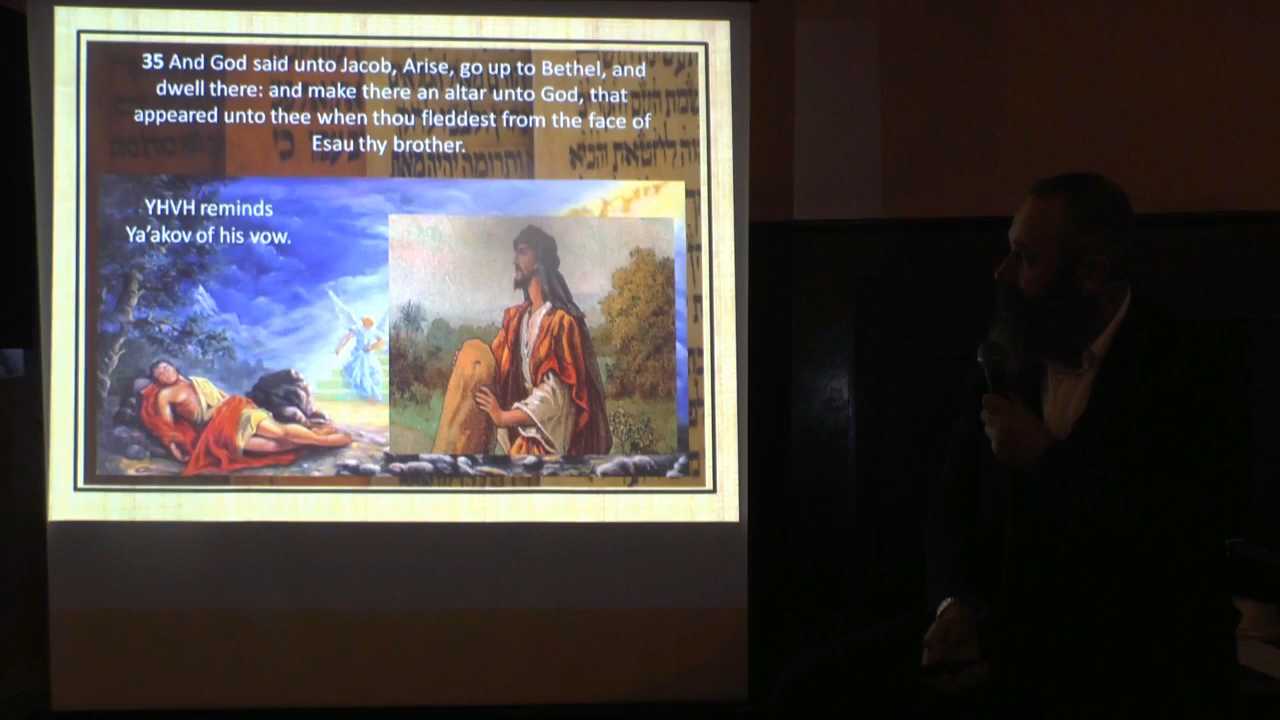 35 And God said unto Jacob, Arise, go up to Bethel, and
dwell there: and make there an altar unto God, that
appeared unto thee when thou fleddest from the face of
Esau thy brother.
YHVH reminds
Ya'akov of his vow.